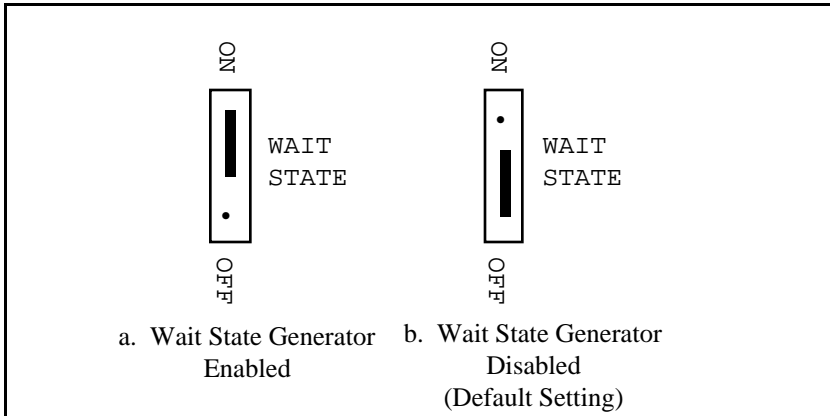 ON
WAIT
STATE
OFF
a. Wait State Generator
Enabled
ON
WAIT
STATE
OFF
b. Wait State Generator
Disabled
(Default Setting)